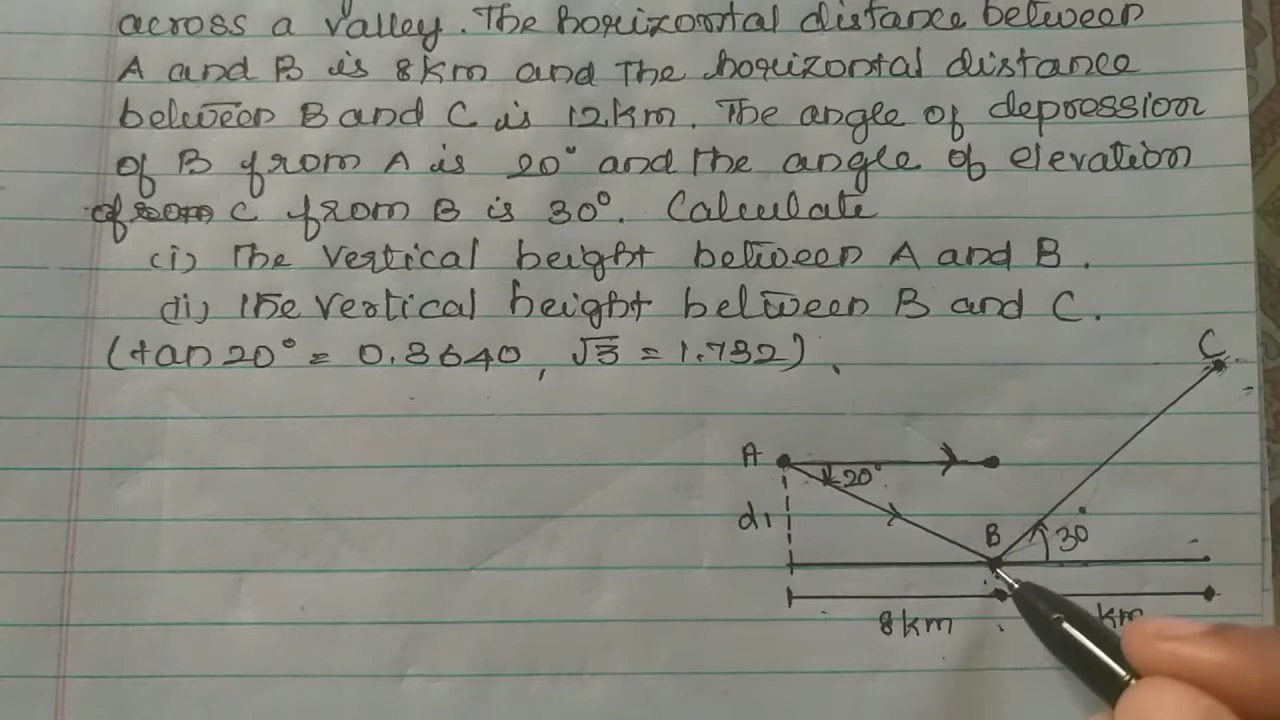 across a valley. The horizontal distance between
A and B is 8km and The horizontal distance
between B and C is 12km. The angle of depression
of B from A is 20° and the angle of elevation
of C from B is 30°. Calculate
(i) The vertical height between A and B.
(ii) The vertical height between B and C.
(tan20° = 0.3640, √3 = 1.732).
C
A
20°
d1
B
30°
8km
km